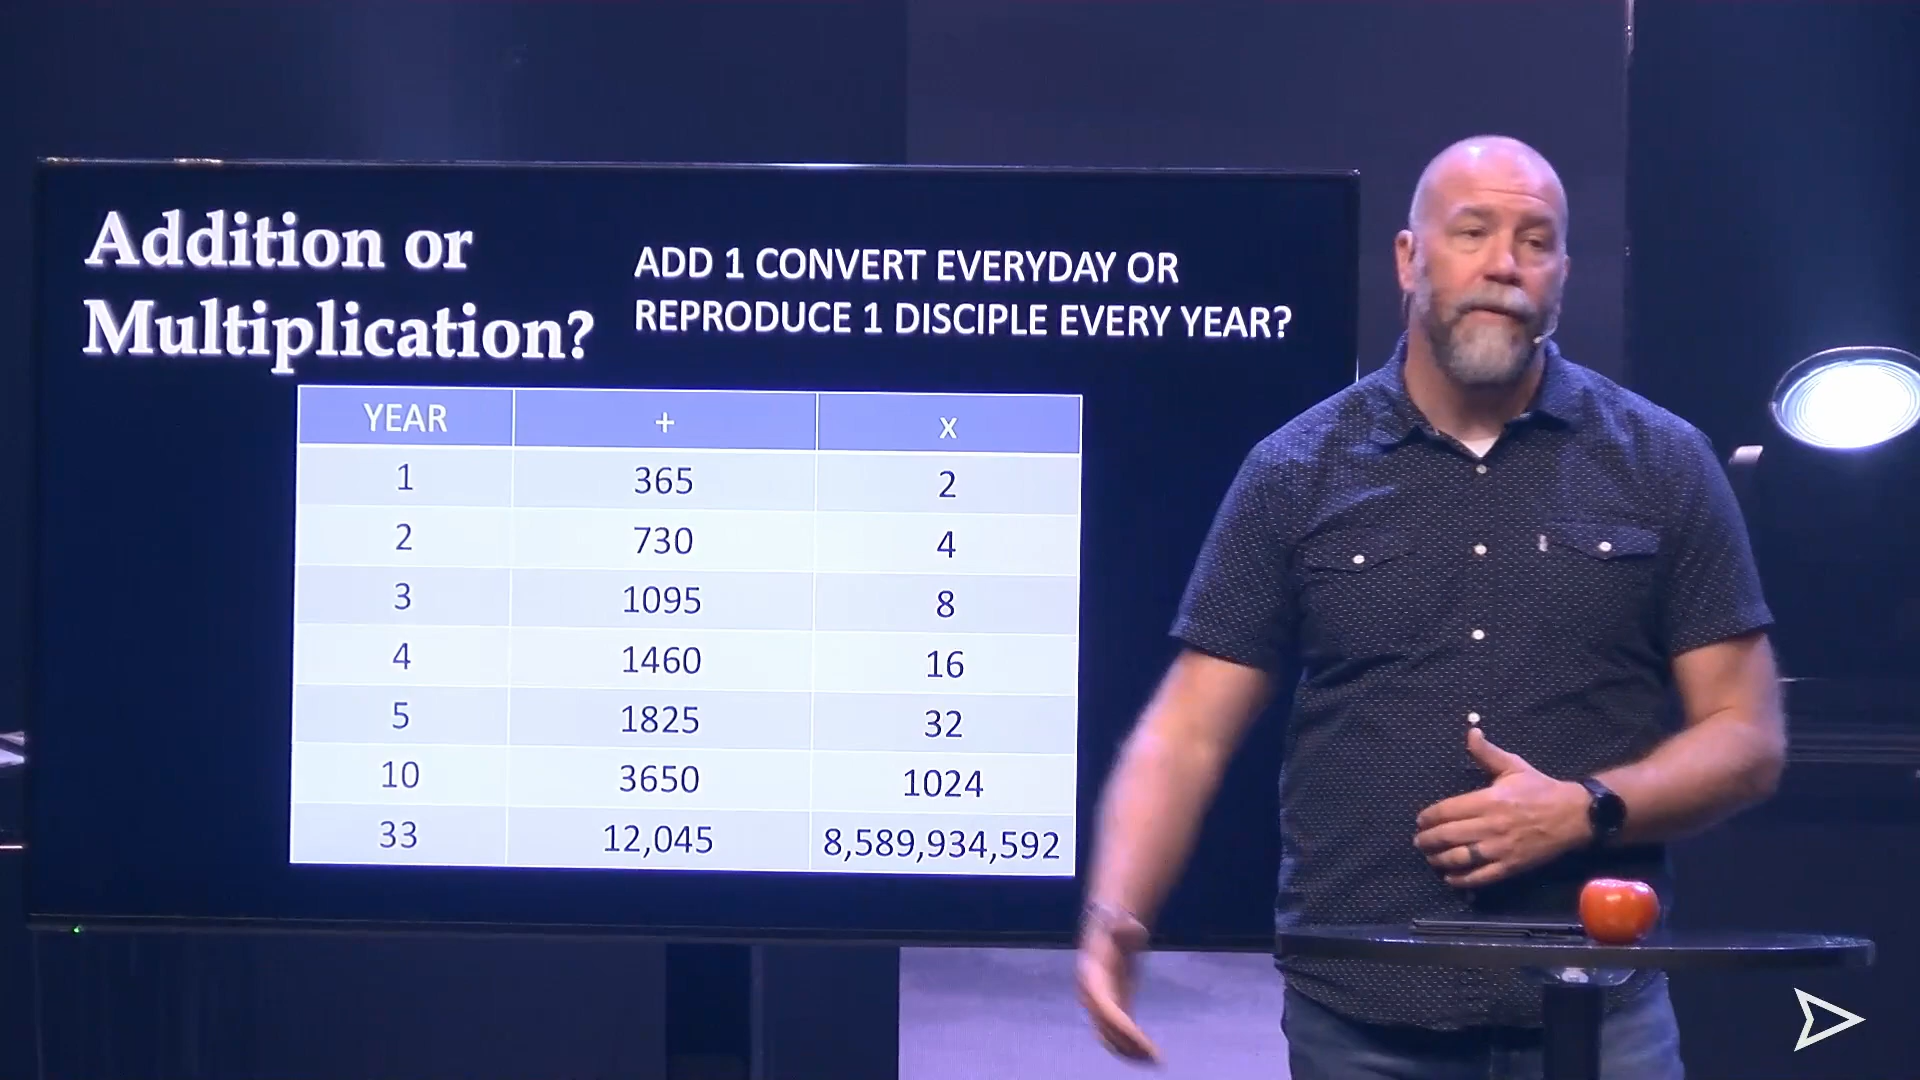 Addition or
Multiplication?
ADD 1 CONVERT EVERYDAY OR
REPRODUCE 1 DISCIPLE EVERY YEAR?
YEAR + x
1 365 2
2 730 4
3 1095 8
4 1460 16
5 1825 32
10 3650 1024
33 12,045 8,589,934,592